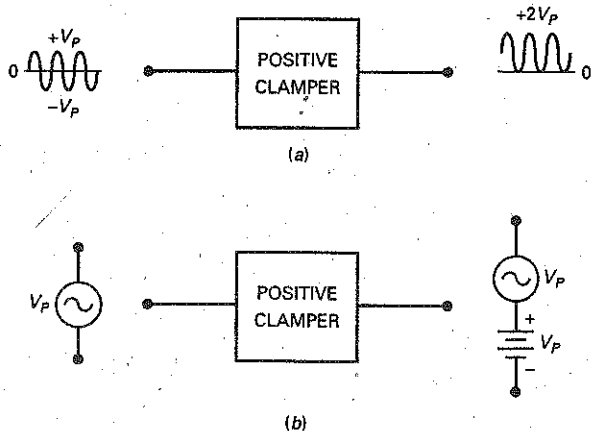 +V_P
0
−V_P
POSITIVE
CLAMPER
+2V_P
0
(a)
V_P
POSITIVE
CLAMPER
V_P
+
V_P
−
(b)